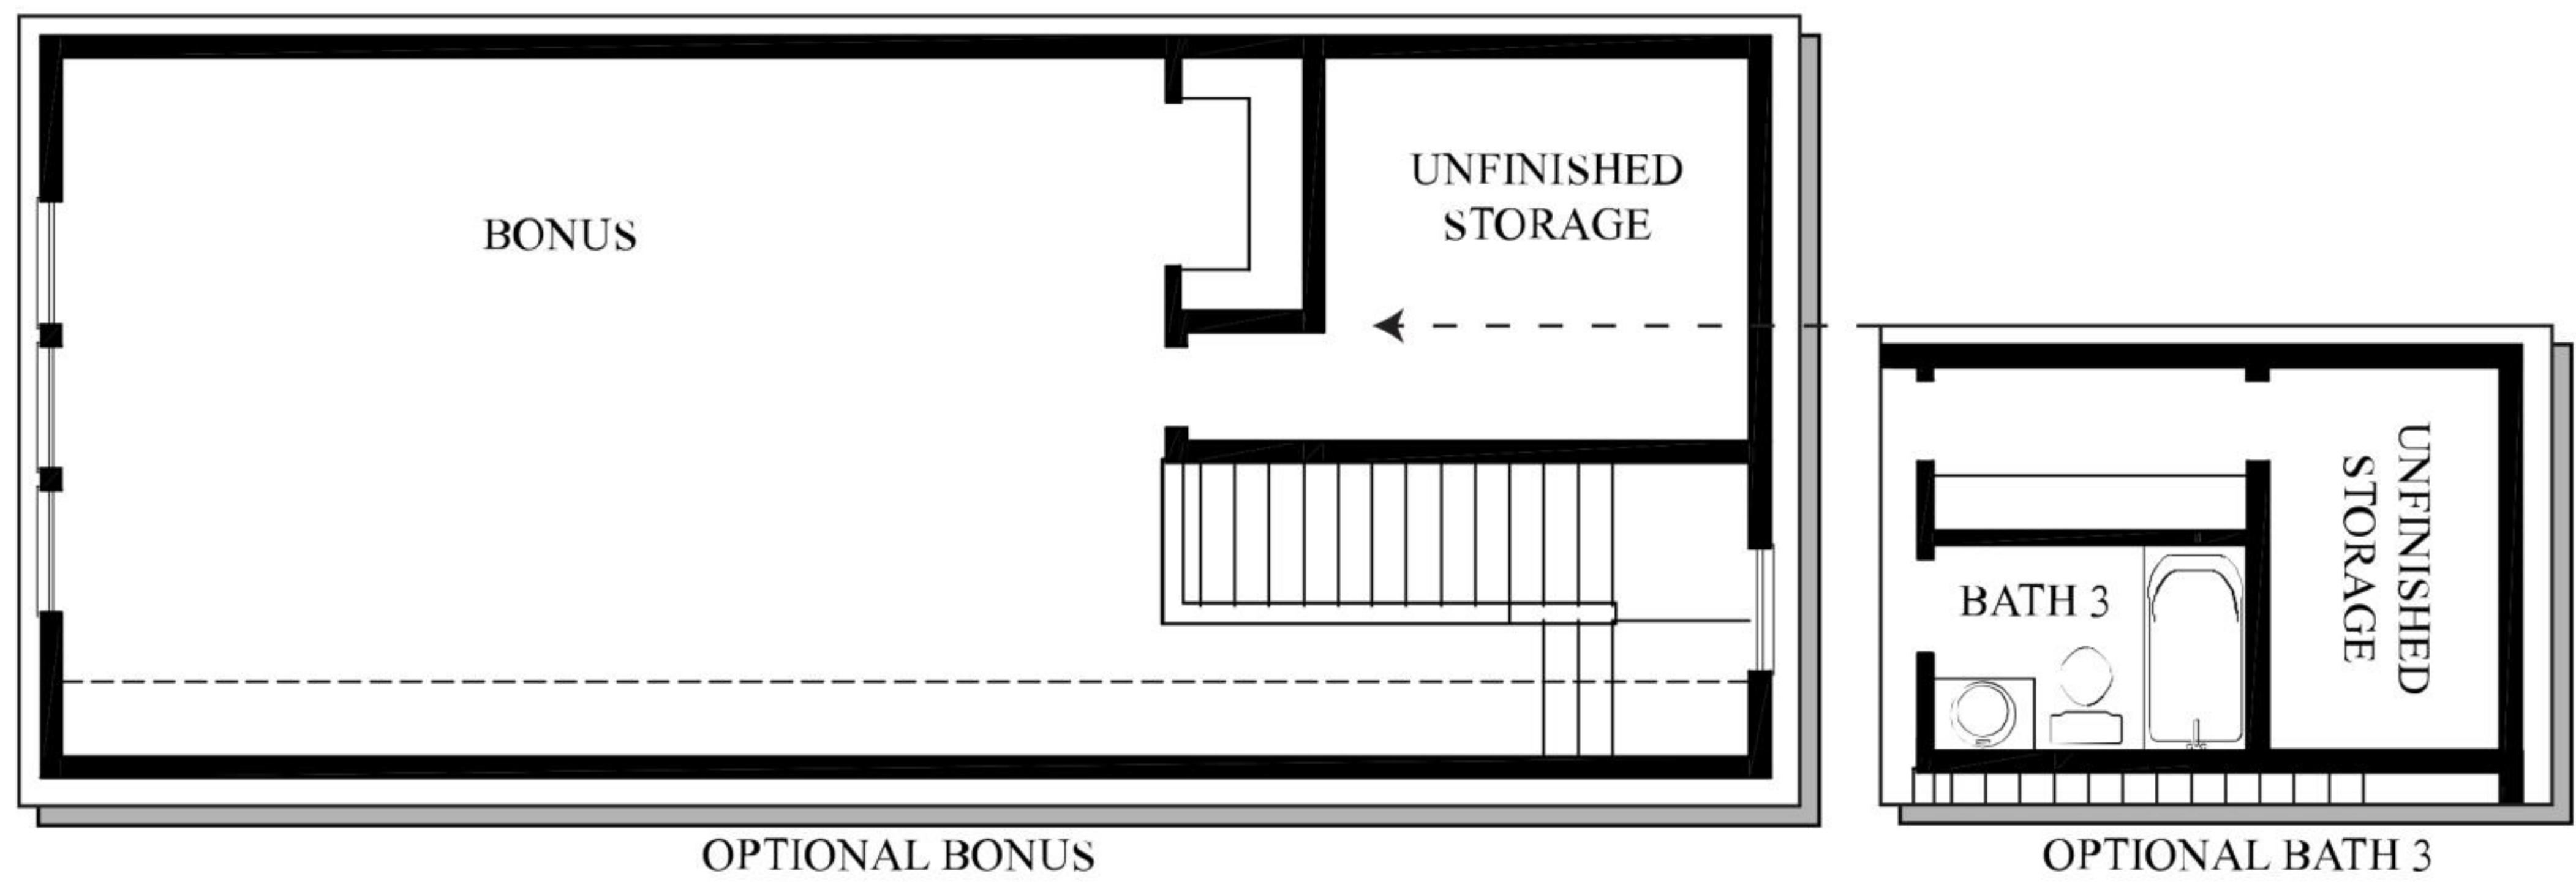 BONUS
UNFINISHED
STORAGE
OPTIONAL BONUS
BATH 3
UNFINISHED
STORAGE
OPTIONAL BATH 3